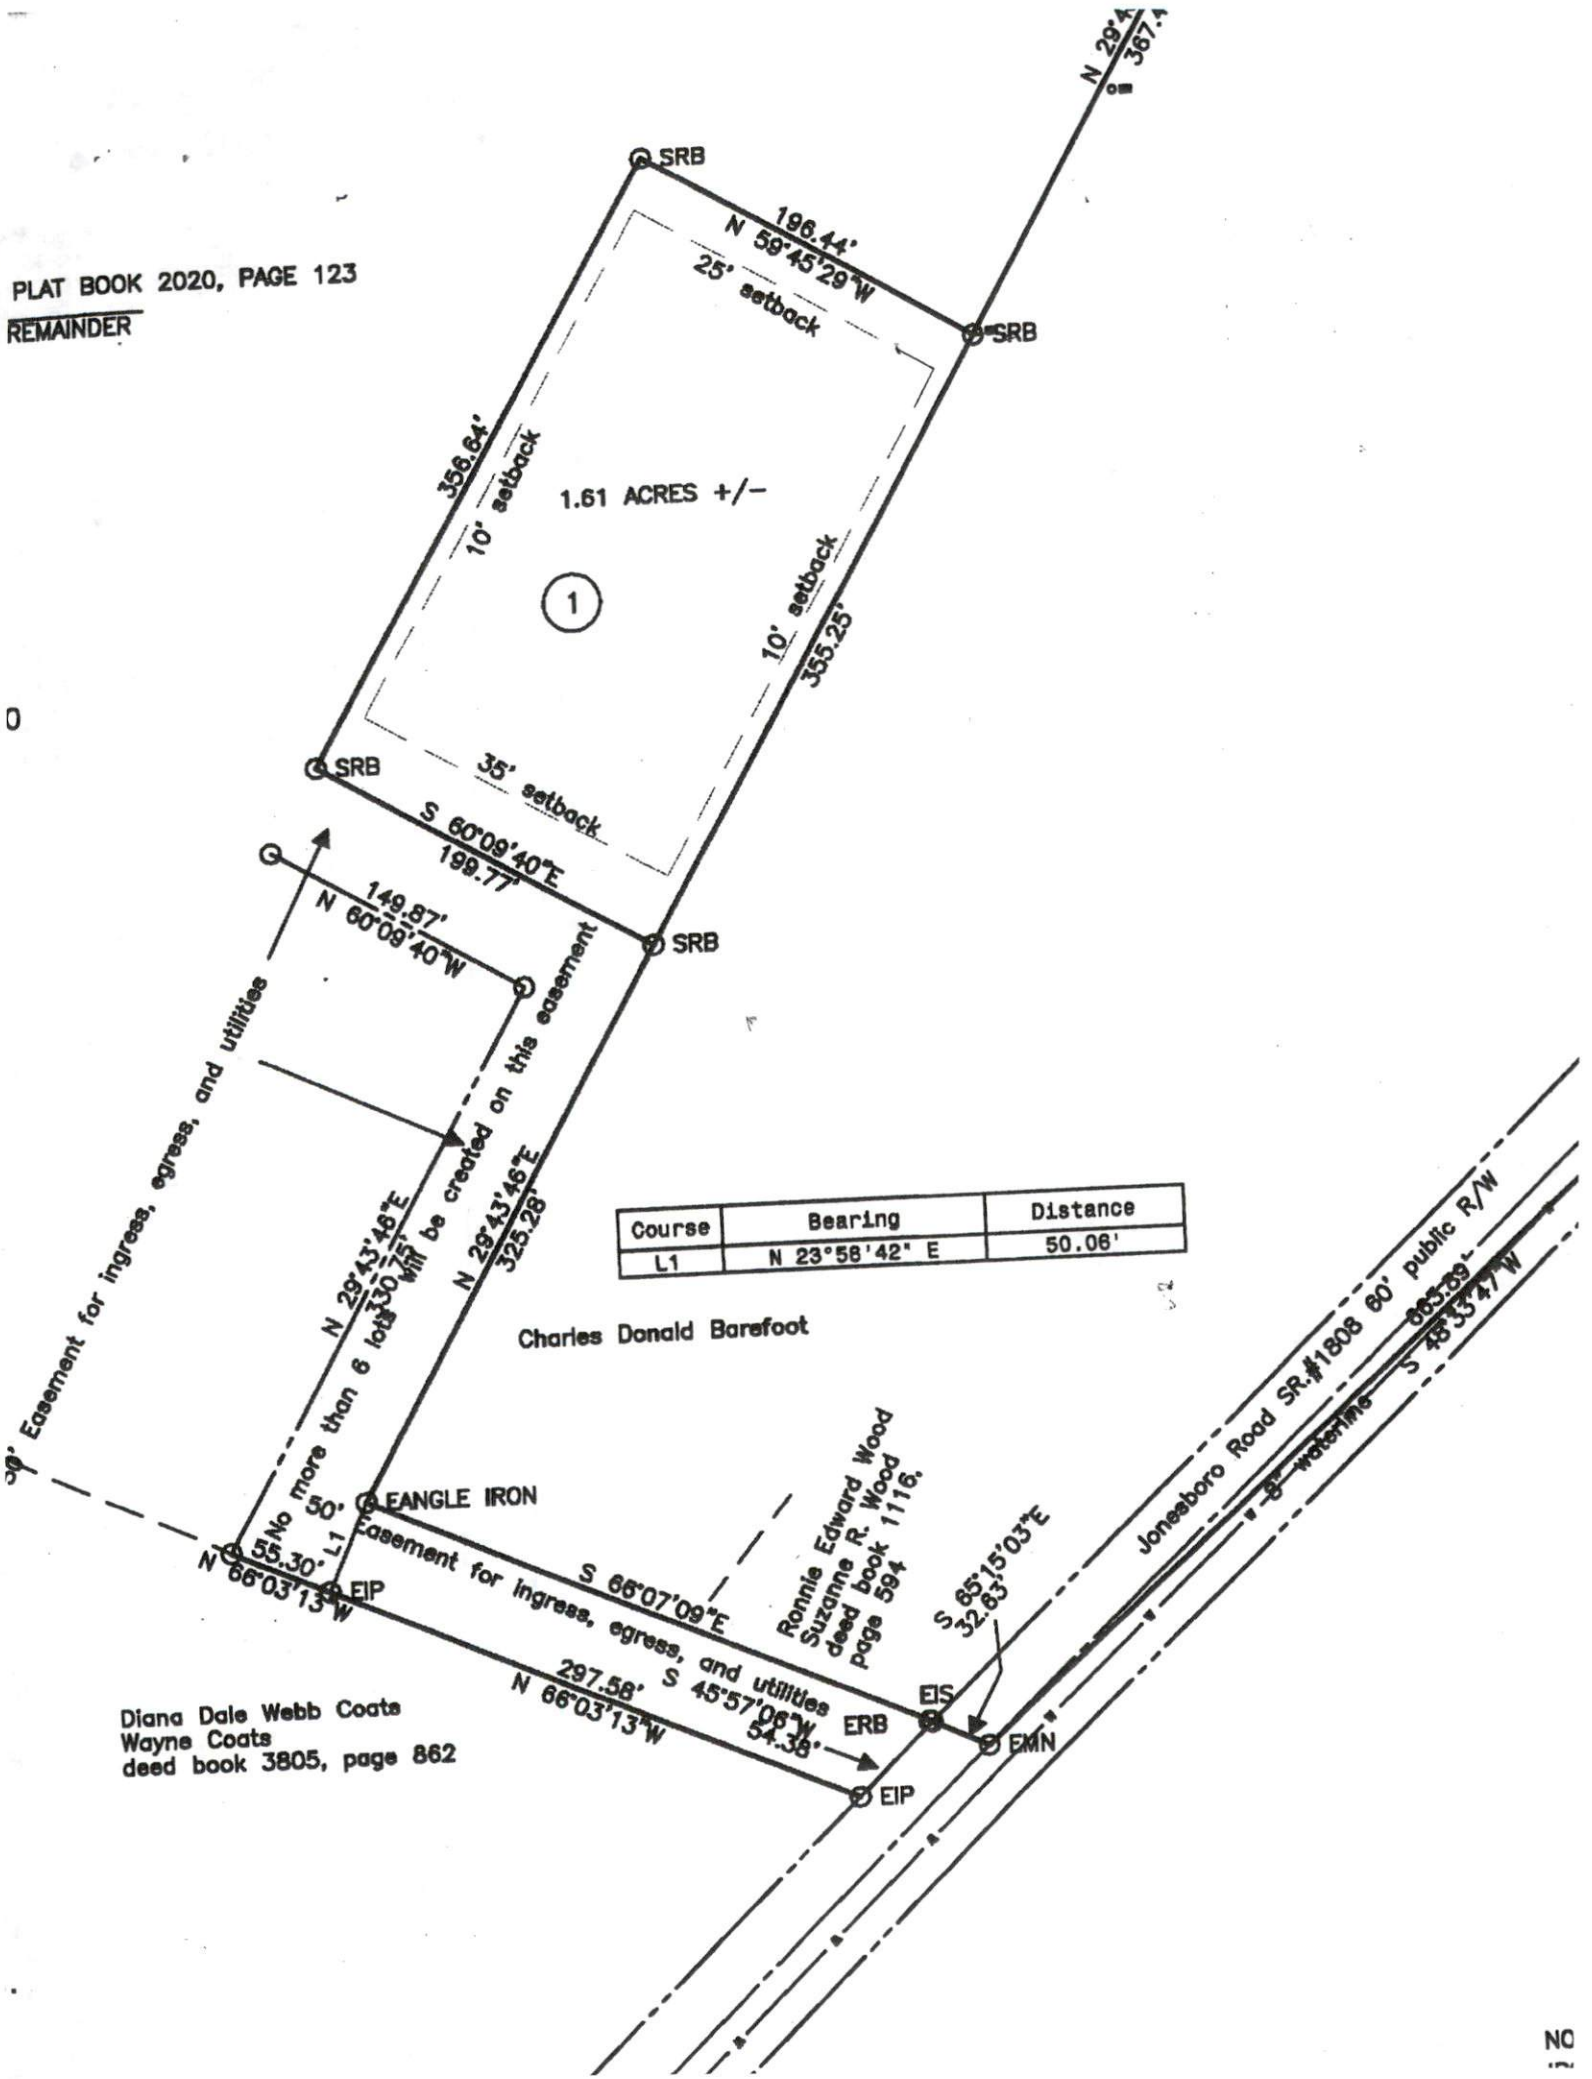 N 29°4
367.4
SRB
196.44'
N 59°45'29"W
25' setback
PLAT BOOK 2020, PAGE 123
REMAINDER
SRB
356.64'
10' setback
1.61 ACRES +/-
1
10' setback
355.25'
0
SRB
35' setback
S 60°09'40"E
199.77'
149.87'
N 60°09'40"W
SRB
50' Easement for ingress, egress, and utilities
No more than 6 lots will be created on this easement
N 29°43'46"E
330.75'
N 29°43'46"E
325.28'
Course Bearing Distance
L1 N 23°58'42" E 50.06'
Charles Donald Barefoot
Jonesboro Road SR.#1808 60' public R/W
863.89'
S 48°33'47"W
8" waterline
Ronnie Edward Wood
Suzanne R. Wood
deed book 1116,
page 594
S 65°15'03"E
32.63'
EANGLE IRON
50' Easement for ingress, egress, and utilities
L1
55.30'
N 66°03'13"W
EIP
S 66°07'09"E
297.58'
N 66°03'13"W
S 45°57'06"W
54.38'
EIS
ERB
EMN
EIP
Diana Dale Webb Coats
Wayne Coats
deed book 3805, page 862
NO